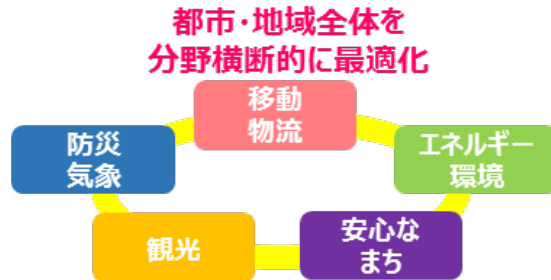 都市・地域全体を
分野横断的に最適化
移動
物流
防災
気象
エネルギー
環境
観光
安心な
まち